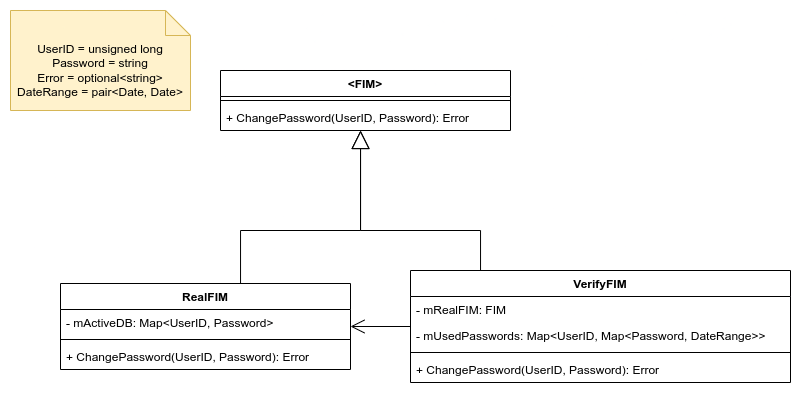 UserID = unsigned long
Password = string
Error = optional<string>
DateRange = pair<Date, Date>
<FIM>
+ ChangePassword(UserID, Password): Error
RealFIM
- mActiveDB: Map<UserID, Password>
+ ChangePassword(UserID, Password): Error
VerifyFIM
- mRealFIM: FIM
- mUsedPasswords: Map<UserID, Map<Password, DateRange>>
+ ChangePassword(UserID, Password): Error